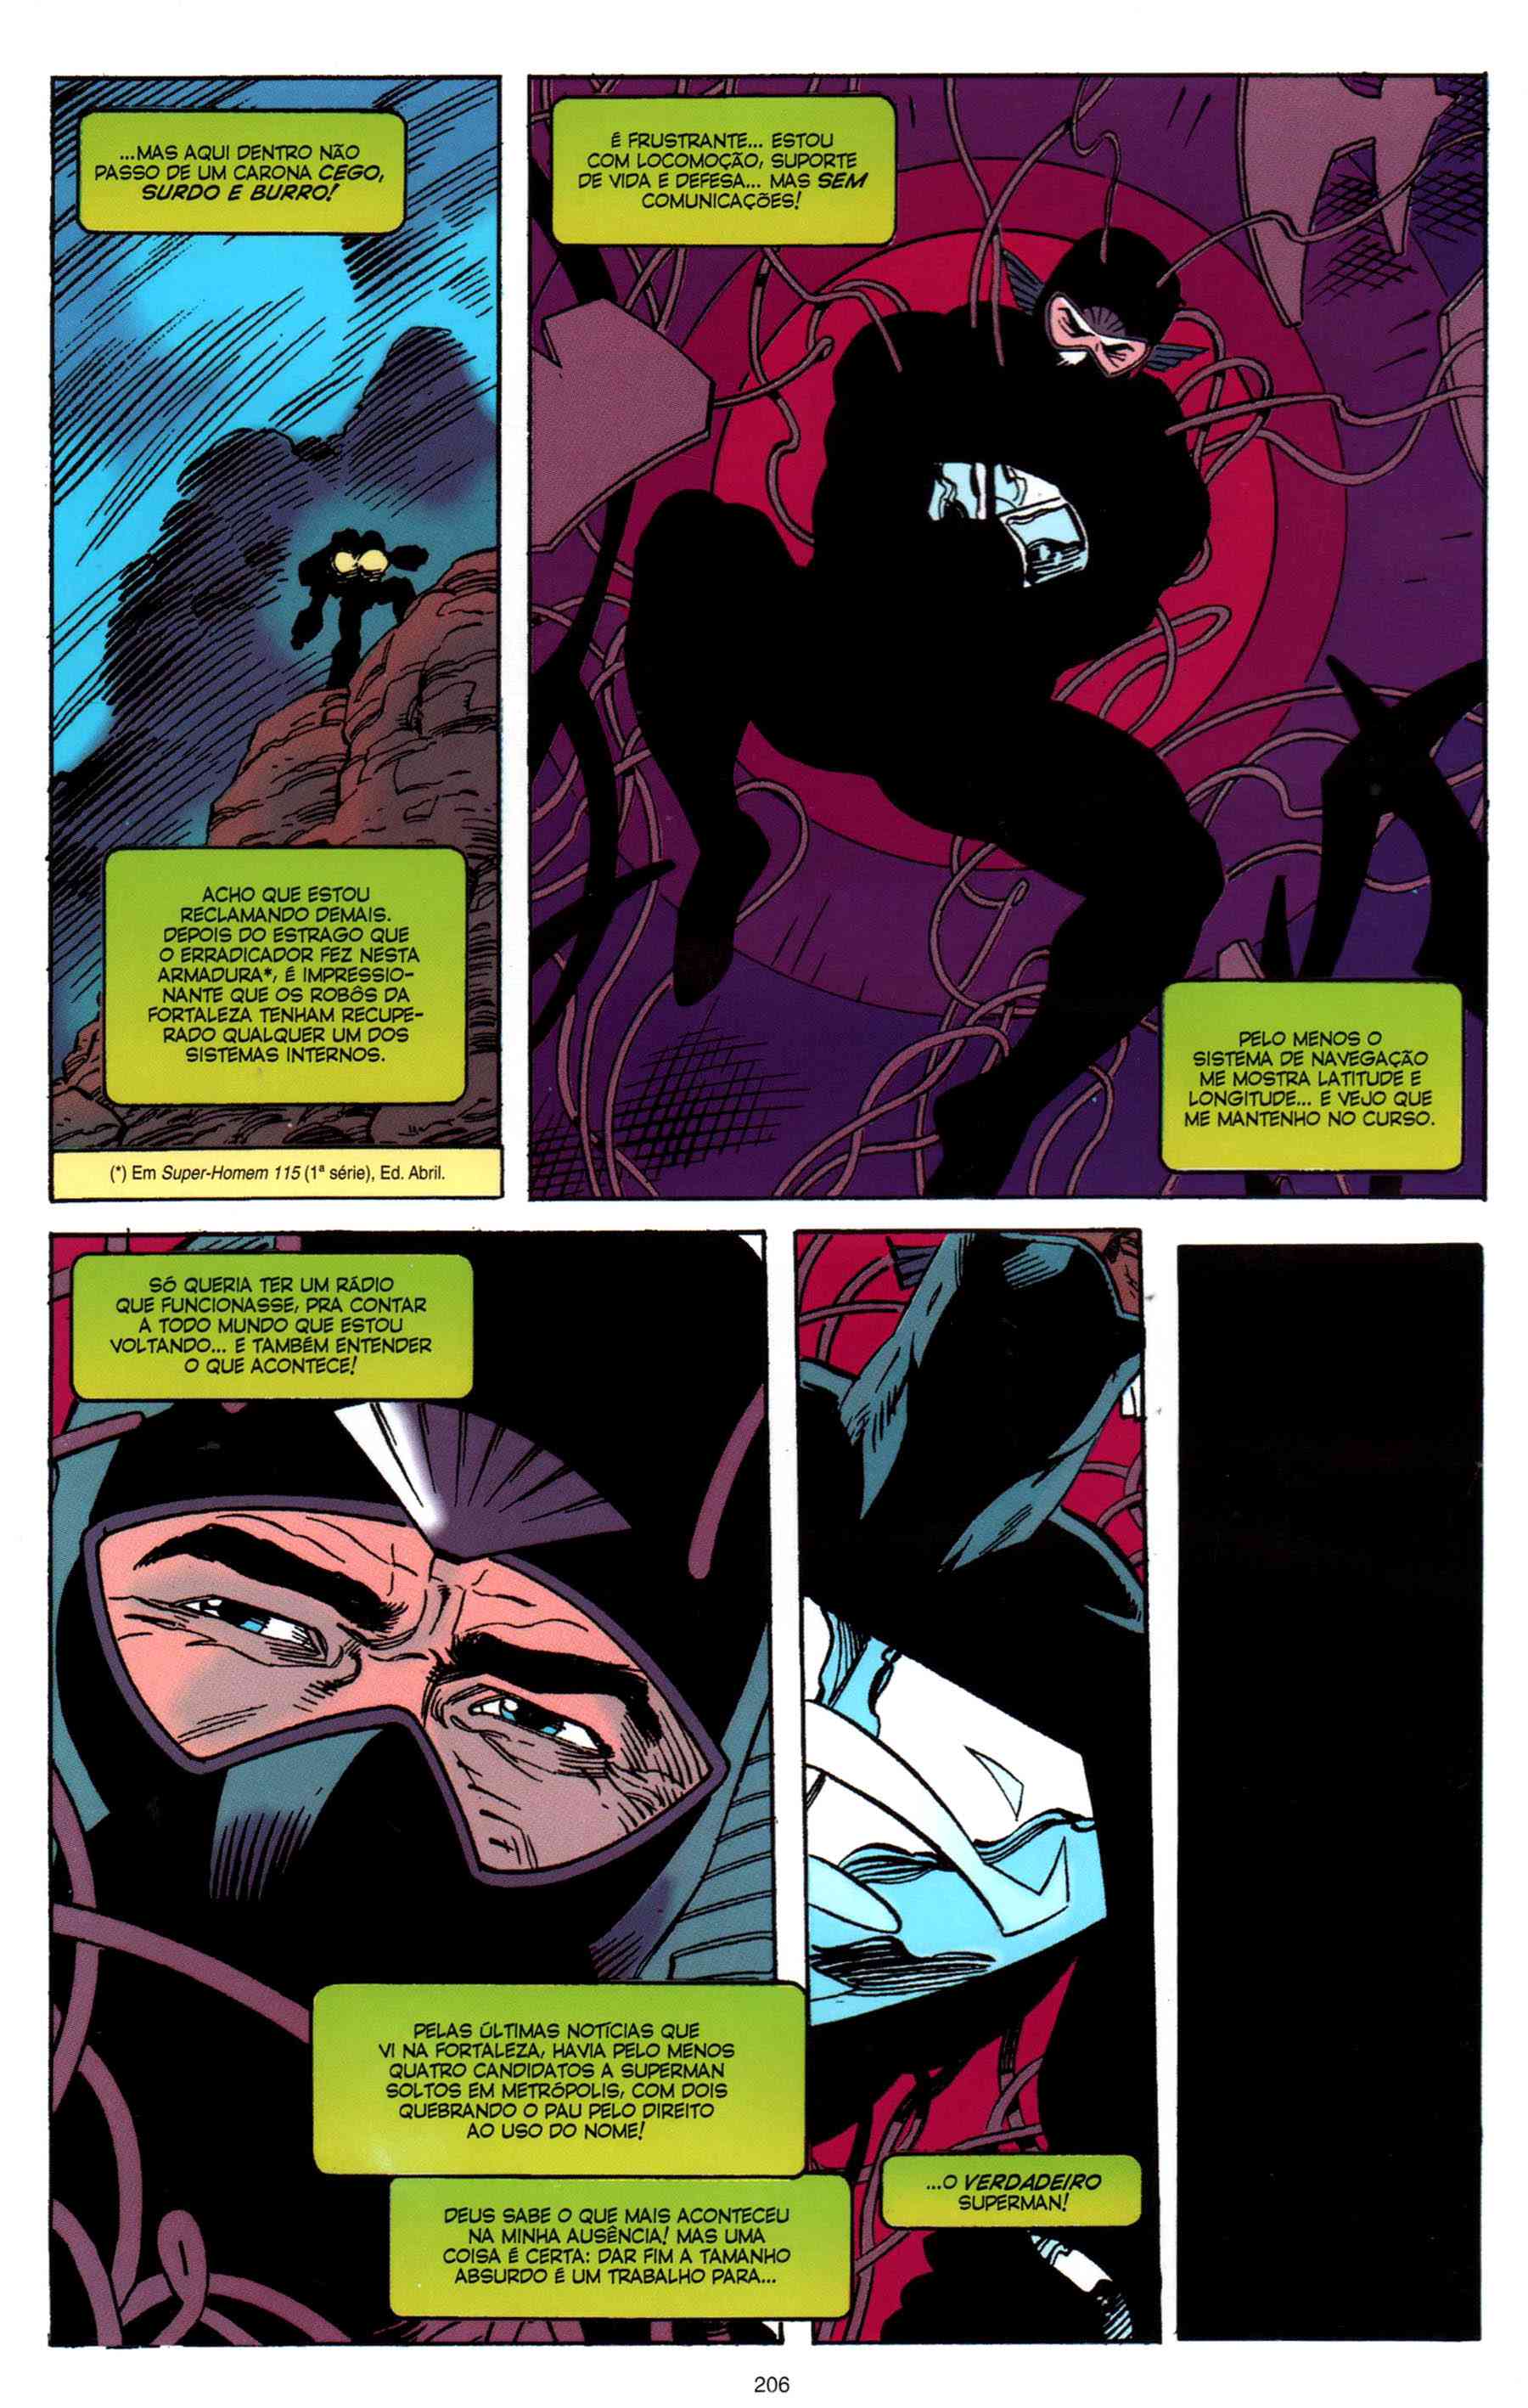 ...MAS AQUI DENTRO NÃO
PASSO DE UM CARONA CEGO,
SURDO E BURRO!
ACHO QUE ESTOU
RECLAMANDO DEMAIS.
DEPOIS DO ESTRAGO QUE
O ERRADICADOR FEZ NESTA
ARMADURA*, É IMPRESSIO-
NANTE QUE OS ROBÔS DA
FORTALEZA TENHAM RECUPE-
RADO QUALQUER UM DOS
SISTEMAS INTERNOS.
(*) Em Super-Homem 115 (1ª série), Ed. Abril.
É FRUSTRANTE... ESTOU
COM LOCOMOÇÃO, SUPORTE
DE VIDA E DEFESA... MAS SEM
COMUNICAÇÕES!
PELO MENOS O
SISTEMA DE NAVEGAÇÃO
ME MOSTRA LATITUDE E
LONGITUDE... E VEJO QUE
ME MANTENHO NO CURSO.
SÓ QUERIA TER UM RÁDIO
QUE FUNCIONASSE, PRA CONTAR
A TODO MUNDO QUE ESTOU
VOLTANDO... E TAMBÉM ENTENDER
O QUE ACONTECE!
PELAS ÚLTIMAS NOTÍCIAS QUE
VI NA FORTALEZA, HAVIA PELO MENOS
QUATRO CANDIDATOS A SUPERMAN
SOLTOS EM METRÓPOLIS, COM DOIS
QUEBRANDO O PAU PELO DIREITO
AO USO DO NOME!
DEUS SABE O QUE MAIS ACONTECEU
NA MINHA AUSÊNCIA! MAS UMA
COISA É CERTA: DAR FIM A TAMANHO
ABSURDO É UM TRABALHO PARA...
...O VERDADEIRO
SUPERMAN!
206